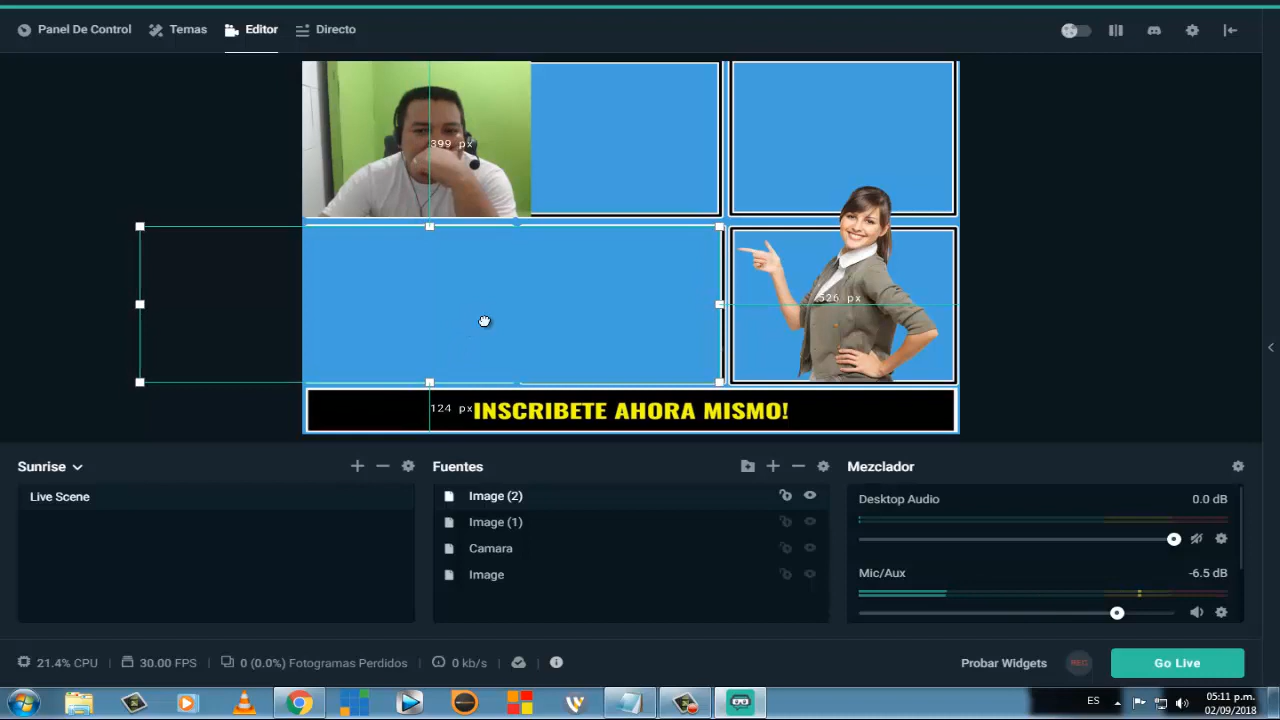 Panel De Control
Temas
Editor
Directo
399 px
526 px
124 px
INSCRIBETE AHORA MISMO!
Sunrise
Fuentes
Mezclador
Live Scene
Image (2)
Image (1)
Camara
Image
Desktop Audio
0.0 dB
Mic/Aux
-6.5 dB
21.4% CPU
30.00 FPS
0 (0.0%) Fotogramas Perdidos
0 kb/s
Probar Widgets
REC
Go Live
ES
05:11 p.m.
02/09/2018